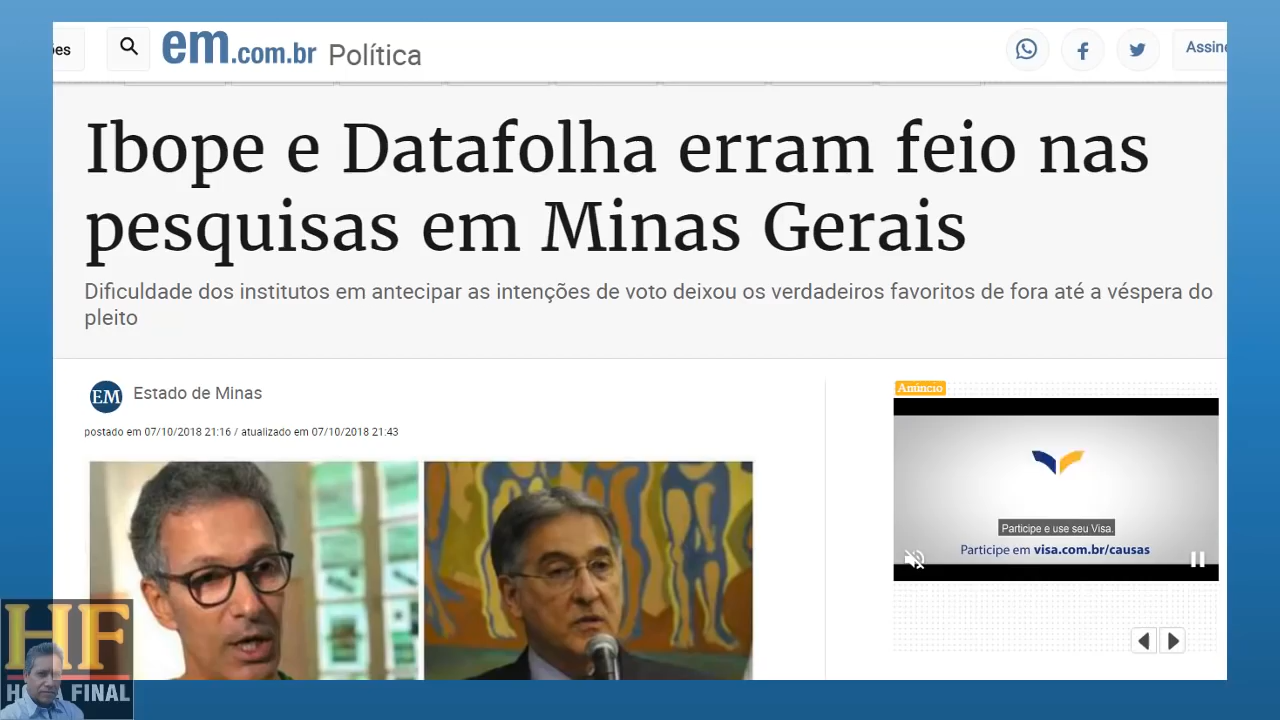 ões
em.com.br Política
Assine
Ibope e Datafolha erram feio nas
pesquisas em Minas Gerais
Dificuldade dos institutos em antecipar as intenções de voto deixou os verdadeiros favoritos de fora até a véspera do
pleito
EM Estado de Minas
postado em 07/10/2018 21:16 / atualizado em 07/10/2018 21:43
Anúncio
Participe e use seu Visa.
Participe em visa.com.br/causas
HF
HORA FINAL